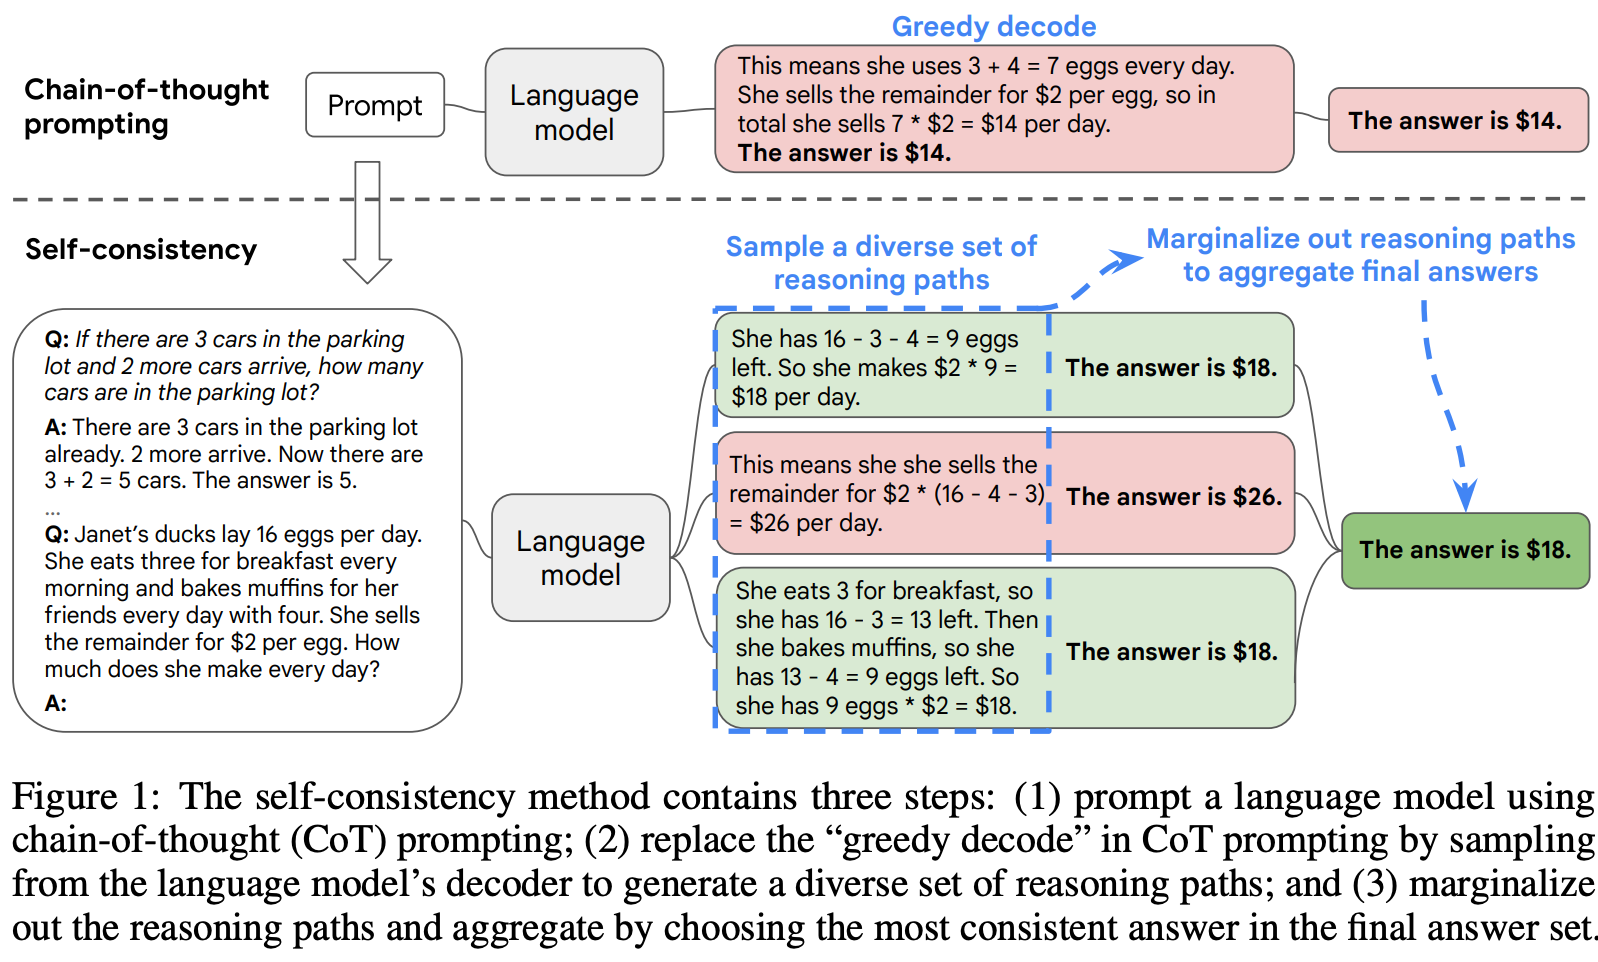 Greedy decode
Chain-of-thought
prompting
Prompt
Language
model
This means she uses 3 + 4 = 7 eggs every day.
She sells the remainder for $2 per egg, so in
total she sells 7 * $2 = $14 per day.
The answer is $14.
The answer is $14.
Self-consistency
Sample a diverse set of
reasoning paths
Marginalize out reasoning paths
to aggregate final answers
Q: If there are 3 cars in the parking
lot and 2 more cars arrive, how many
cars are in the parking lot?
A: There are 3 cars in the parking lot
already. 2 more arrive. Now there are
3 + 2 = 5 cars. The answer is 5.
...
Q: Janet’s ducks lay 16 eggs per day.
She eats three for breakfast every
morning and bakes muffins for her
friends every day with four. She sells
the remainder for $2 per egg. How
much does she make every day?
A:
Language
model
She has 16 - 3 - 4 = 9 eggs
left. So she makes $2 * 9 =
$18 per day.
The answer is $18.
This means she she sells the
remainder for $2 * (16 - 4 - 3)
= $26 per day.
The answer is $26.
She eats 3 for breakfast, so
she has 16 - 3 = 13 left. Then
she bakes muffins, so she
has 13 - 4 = 9 eggs left. So
she has 9 eggs * $2 = $18.
The answer is $18.
The answer is $18.
Figure 1: The self-consistency method contains three steps: (1) prompt a language model using
chain-of-thought (CoT) prompting; (2) replace the “greedy decode” in CoT prompting by sampling
from the language model’s decoder to generate a diverse set of reasoning paths; and (3) marginalize
out the reasoning paths and aggregate by choosing the most consistent answer in the final answer set.